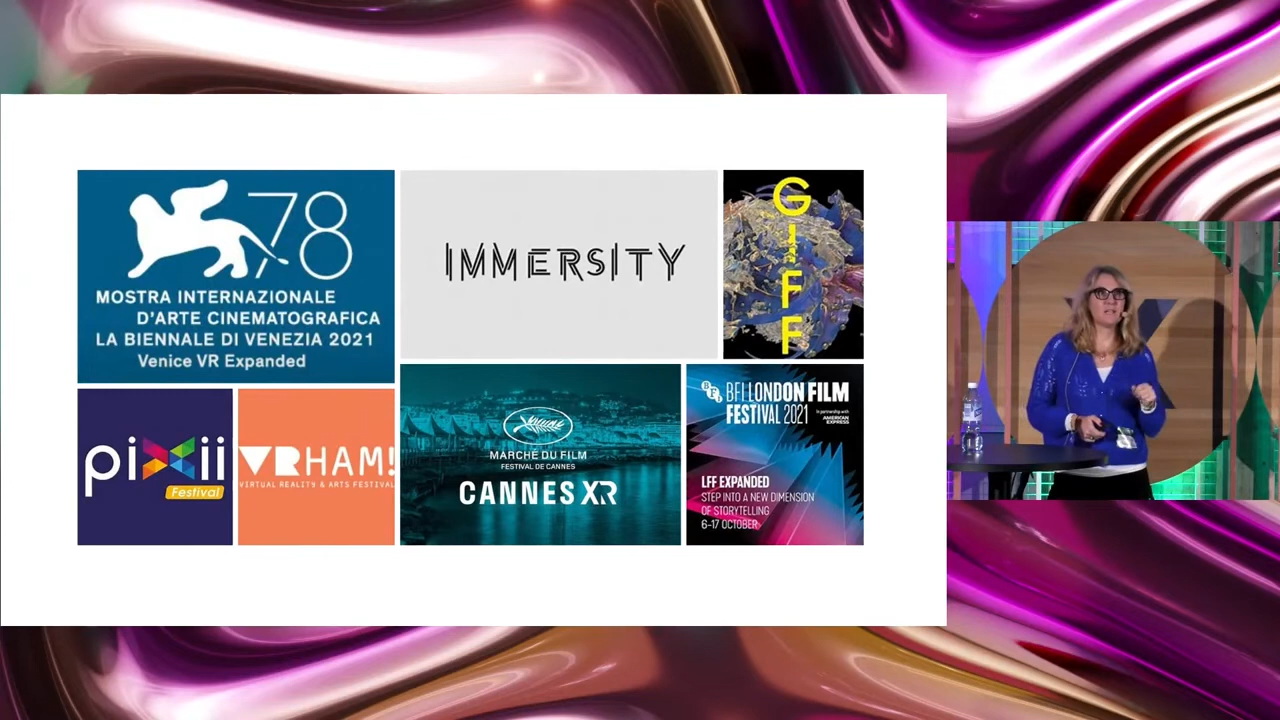 78
MOSTRA INTERNAZIONALE
D'ARTE CINEMATOGRAFICA
LA BIENNALE DI VENEZIA 2021
Venice VR Expanded
IMMERSITY
GIFF
pixii
Festival
VRHAM!
VIRTUAL REALITY & ARTS FESTIVAL
MARCHÉ DU FILM
FESTIVAL DE CANNES
CANNES XR
BFI
BFI LONDON FILM
FESTIVAL 2021
In partnership with
AMERICAN
EXPRESS
LFF EXPANDED
STEP INTO A NEW DIMENSION
OF STORYTELLING
6-17 OCTOBER